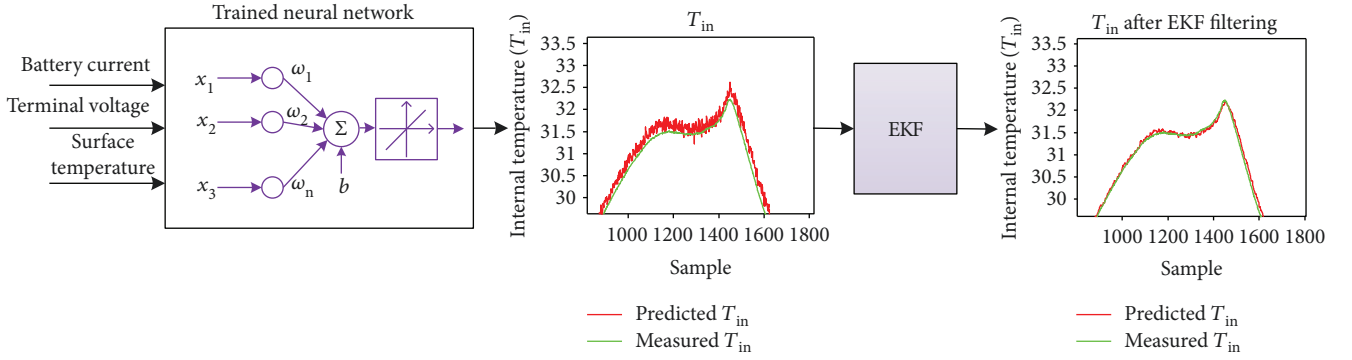 Trained neural network
Battery current
Terminal voltage
Surface
temperature
x1
x2
x3
ω1
ω2
ωn
Σ
b
Tin
Internal temperature (Tin)
33.5
33
32.5
32
31.5
31
30.5
30
1000 1200 1400 1600 1800
Sample
Predicted Tin
Measured Tin
EKF
Tin after EKF filtering
Internal temperature (Tin)
33.5
33
32.5
32
31.5
31
30.5
30
1000 1200 1400 1600 1800
Sample
Predicted Tin
Measured Tin